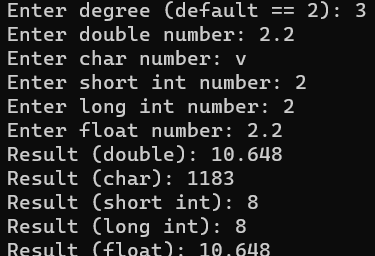 Enter degree (default == 2): 3
Enter double number: 2.2
Enter char number: v
Enter short int number: 2
Enter long int number: 2
Enter float number: 2.2
Result (double): 10.648
Result (char): 1183
Result (short int): 8
Result (long int): 8
Result (float): 10.648